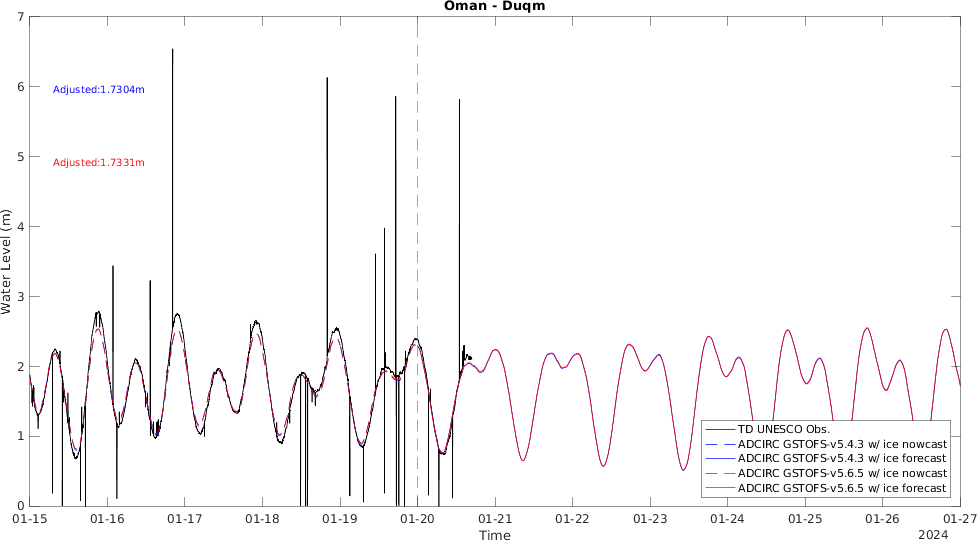 Oman - Duqm
7
6
5
4
3
2
1
0
Water Level (m)
Adjusted:1.7304m
Adjusted:1.7331m
TD UNESCO Obs.
ADCIRC GSTOFS-v5.4.3 w/ ice nowcast
ADCIRC GSTOFS-v5.4.3 w/ ice forecast
ADCIRC GSTOFS-v5.6.5 w/ ice nowcast
ADCIRC GSTOFS-v5.6.5 w/ ice forecast
01-15 01-16 01-17 01-18 01-19 01-20 01-21 01-22 01-23 01-24 01-25 01-26 01-27
Time
2024